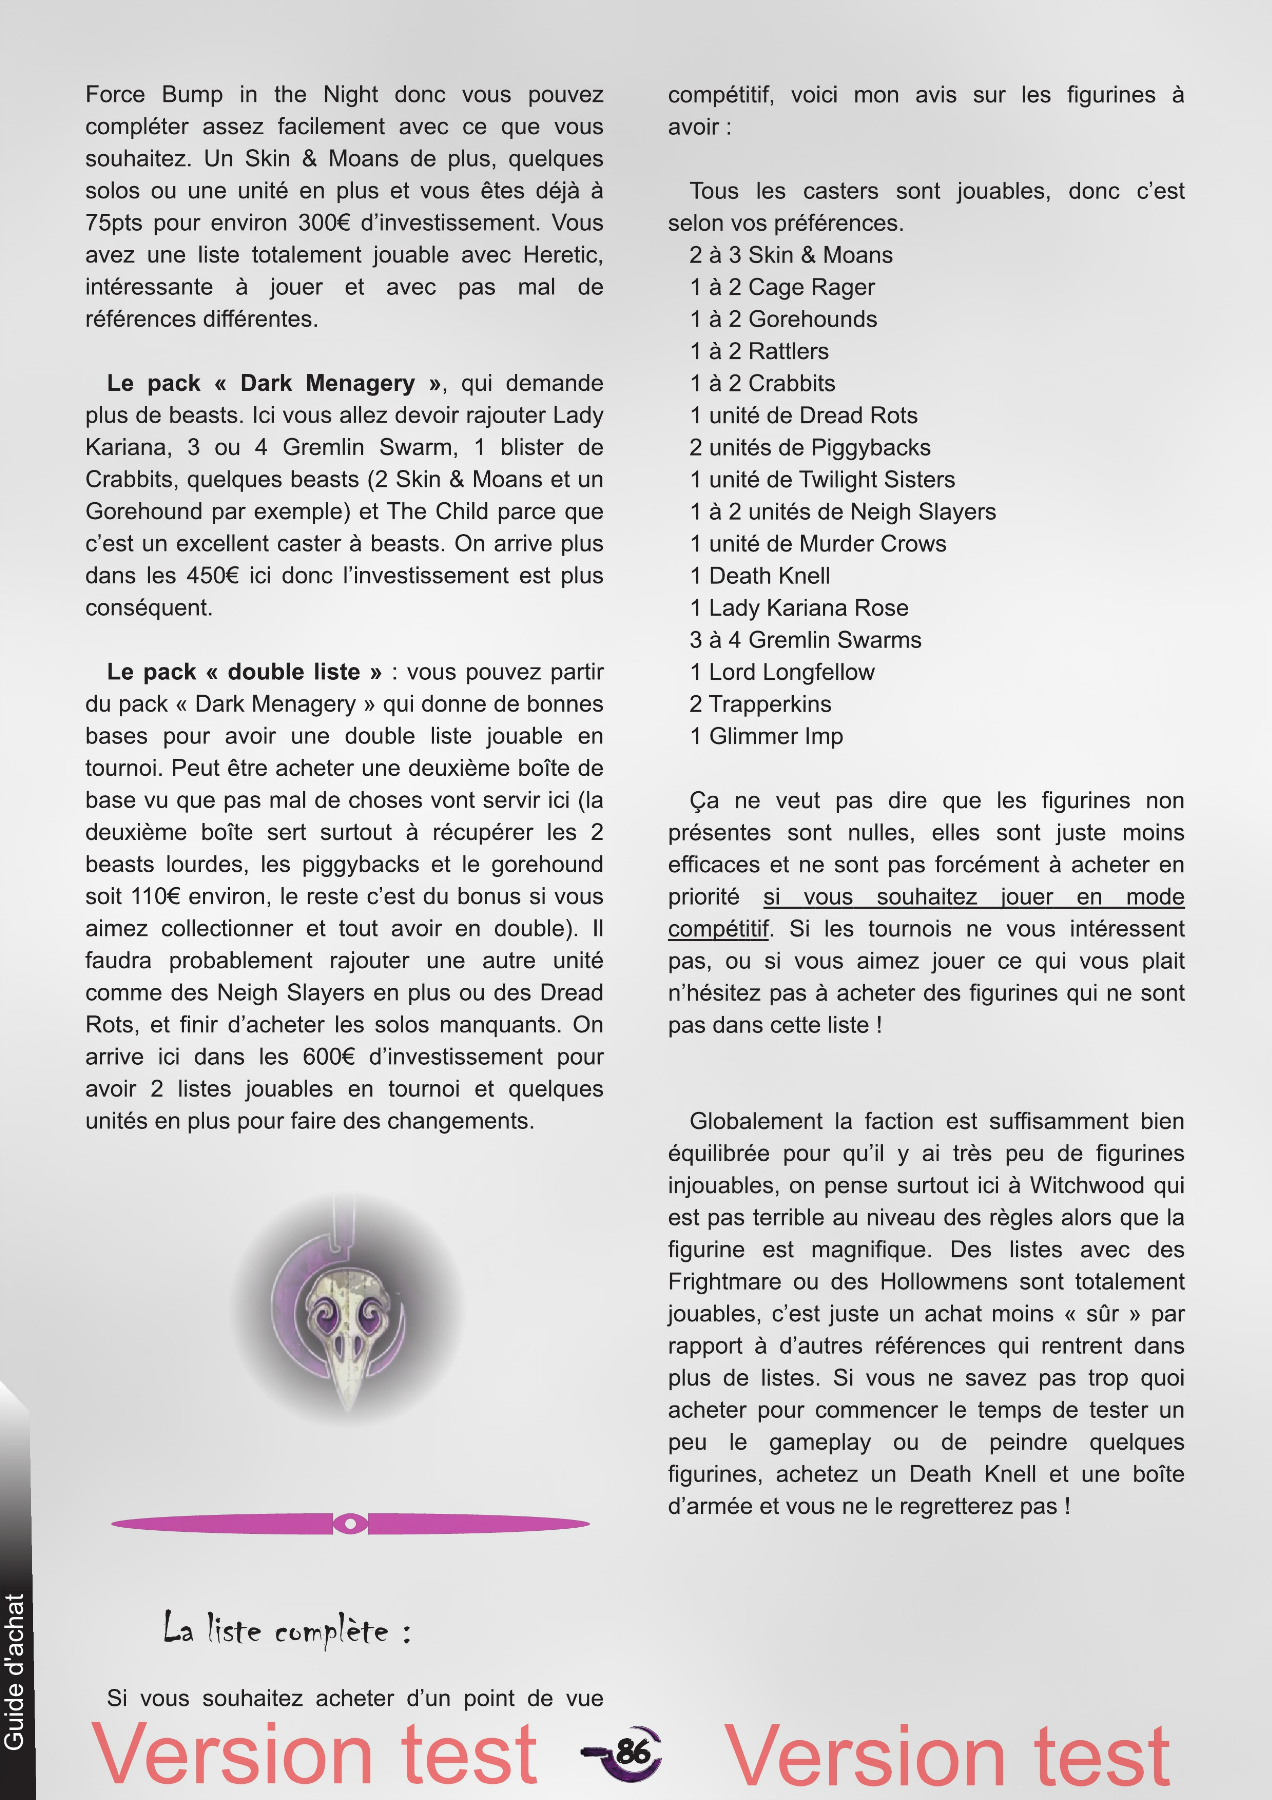 Force Bump in the Night donc vous pouvez
compléter assez facilement avec ce que vous
souhaitez. Un Skin & Moans de plus, quelques
solos ou une unité en plus et vous êtes déjà à
75pts pour environ 300€ d’investissement. Vous
avez une liste totalement jouable avec Heretic,
intéressante à jouer et avec pas mal de
références différentes.
Le pack « Dark Menagery », qui demande
plus de beasts. Ici vous allez devoir rajouter Lady
Kariana, 3 ou 4 Gremlin Swarm, 1 blister de
Crabbits, quelques beasts (2 Skin & Moans et un
Gorehound par exemple) et The Child parce que
c’est un excellent caster à beasts. On arrive plus
dans les 450€ ici donc l’investissement est plus
conséquent.
Le pack « double liste » : vous pouvez partir
du pack « Dark Menagery » qui donne de bonnes
bases pour avoir une double liste jouable en
tournoi. Peut être acheter une deuxième boîte de
base vu que pas mal de choses vont servir ici (la
deuxième boîte sert surtout à récupérer les 2
beasts lourdes, les piggybacks et le gorehound
soit 110€ environ, le reste c’est du bonus si vous
aimez collectionner et tout avoir en double). Il
faudra probablement rajouter une autre unité
comme des Neigh Slayers en plus ou des Dread
Rots, et finir d’acheter les solos manquants. On
arrive ici dans les 600€ d’investissement pour
avoir 2 listes jouables en tournoi et quelques
unités en plus pour faire des changements.
La liste complète :
Si vous souhaitez acheter d’un point de vue
compétitif, voici mon avis sur les figurines à
avoir :
Tous les casters sont jouables, donc c’est
selon vos préférences.
2 à 3 Skin & Moans
1 à 2 Cage Rager
1 à 2 Gorehounds
1 à 2 Rattlers
1 à 2 Crabbits
1 unité de Dread Rots
2 unités de Piggybacks
1 unité de Twilight Sisters
1 à 2 unités de Neigh Slayers
1 unité de Murder Crows
1 Death Knell
1 Lady Kariana Rose
3 à 4 Gremlin Swarms
1 Lord Longfellow
2 Trapperkins
1 Glimmer Imp
Ça ne veut pas dire que les figurines non
présentes sont nulles, elles sont juste moins
efficaces et ne sont pas forcément à acheter en
priorité si vous souhaitez jouer en mode
compétitif. Si les tournois ne vous intéressent
pas, ou si vous aimez jouer ce qui vous plait
n’hésitez pas à acheter des figurines qui ne sont
pas dans cette liste !
Globalement la faction est suffisamment bien
équilibrée pour qu’il y ai très peu de figurines
injouables, on pense surtout ici à Witchwood qui
est pas terrible au niveau des règles alors que la
figurine est magnifique. Des listes avec des
Frightmare ou des Hollowmens sont totalement
jouables, c’est juste un achat moins « sûr » par
rapport à d’autres références qui rentrent dans
plus de listes. Si vous ne savez pas trop quoi
acheter pour commencer le temps de tester un
peu le gameplay ou de peindre quelques
figurines, achetez un Death Knell et une boîte
d’armée et vous ne le regretterez pas !
Guide d'achat
Version test
86
Version test